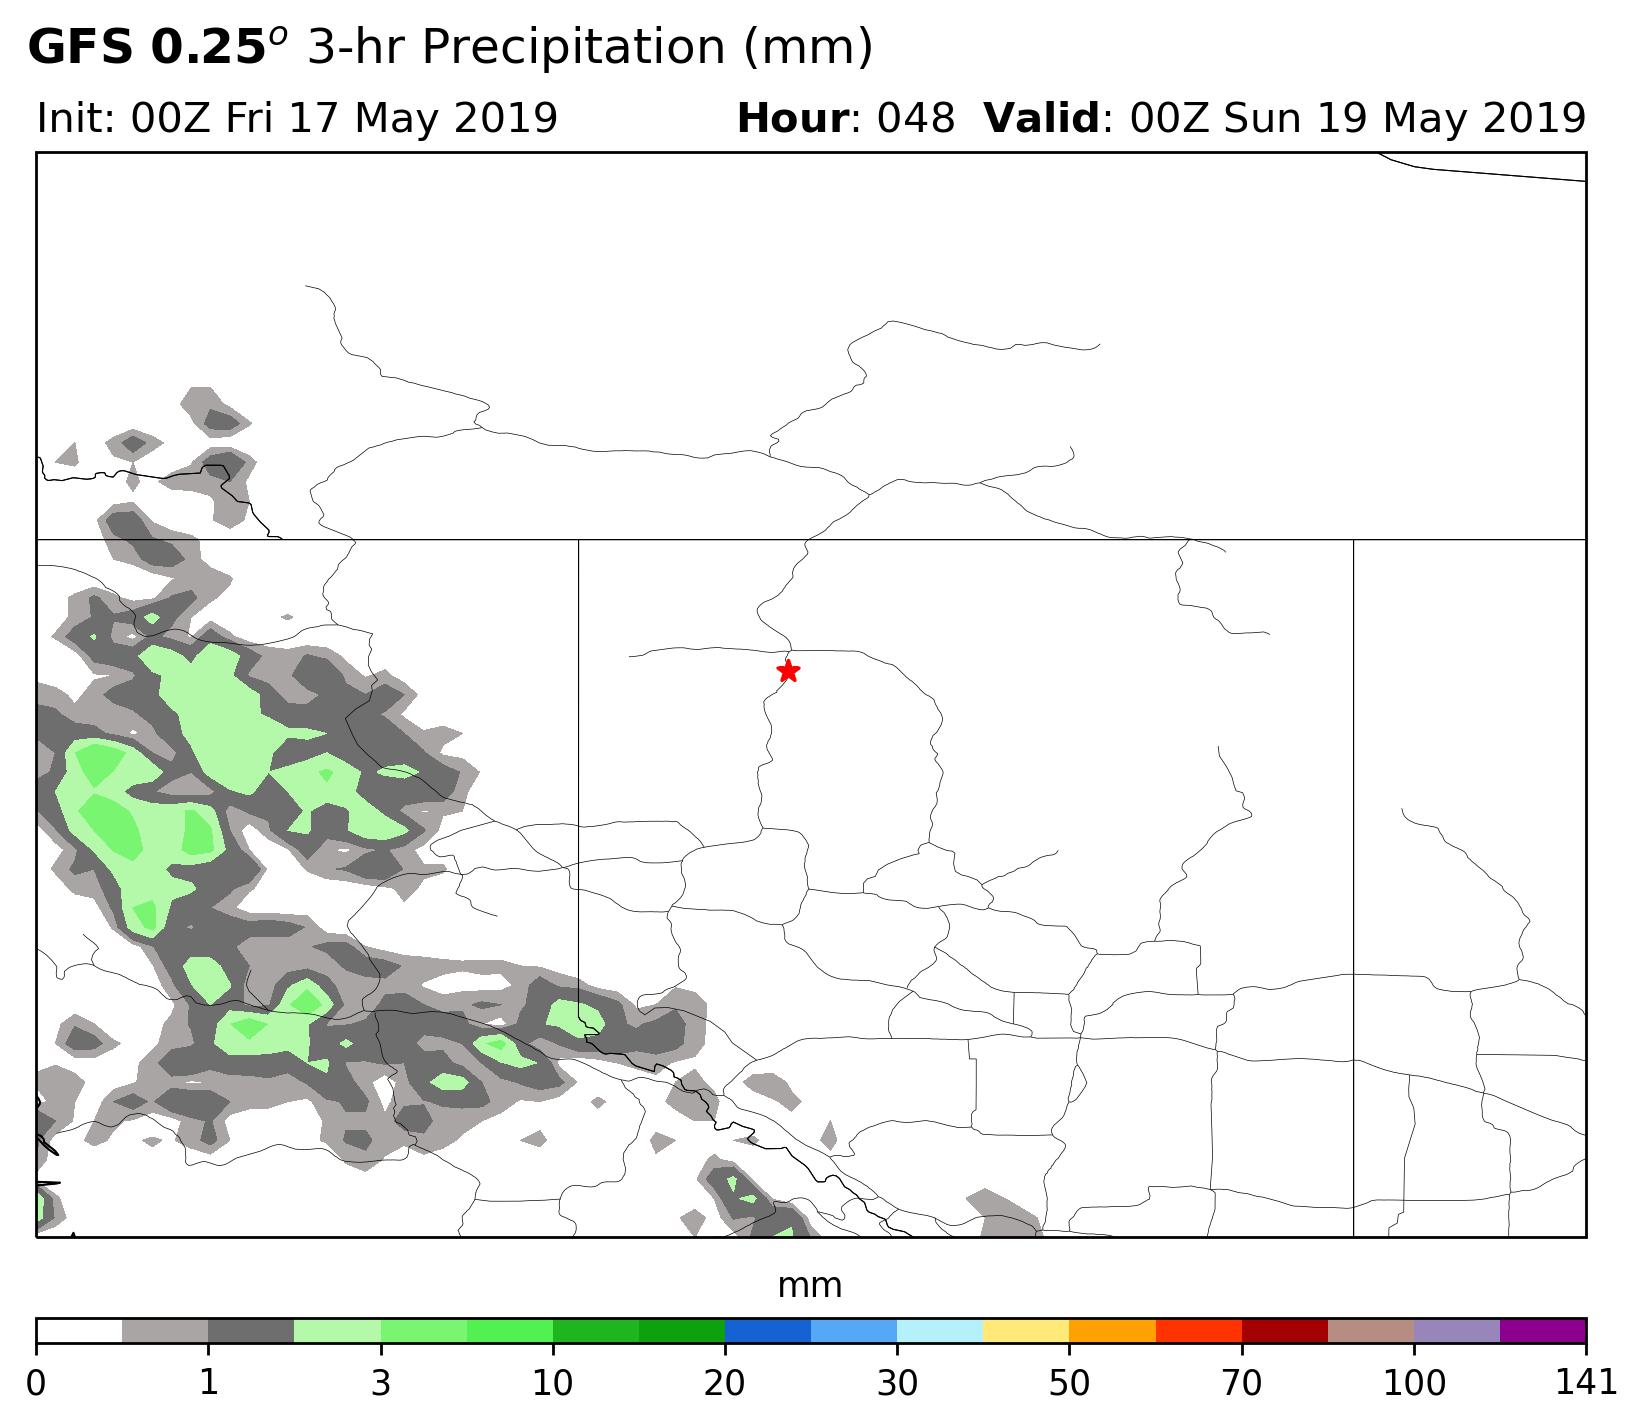 GFS 0.25° 3-hr Precipitation (mm)
Init: 00Z Fri 17 May 2019 Hour: 048 Valid: 00Z Sun 19 May 2019
mm
0 1 3 10 20 30 50 70 100 141